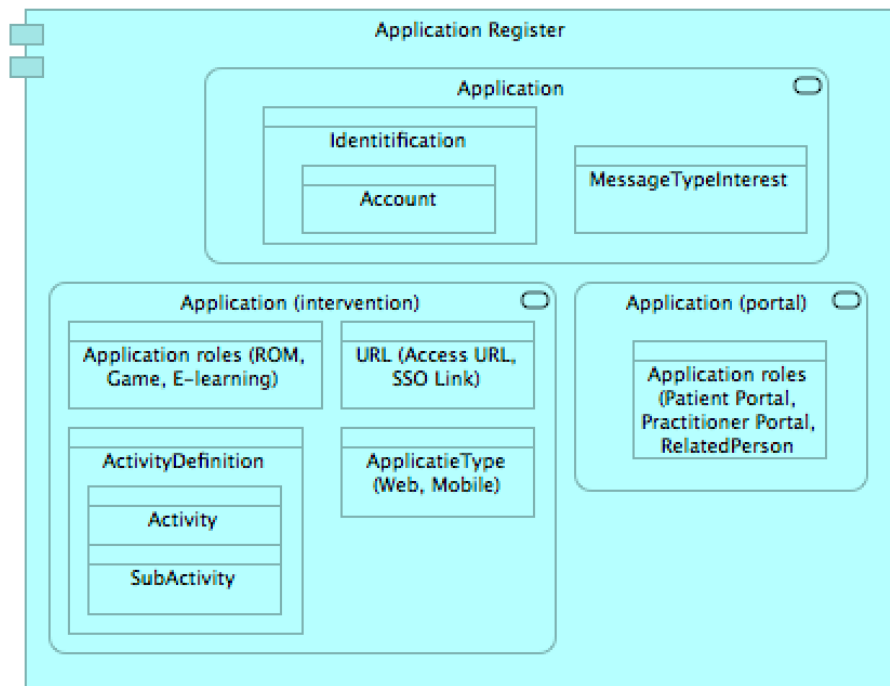 Application Register
Application
Identitification
Account
MessageTypeInterest
Application (intervention)
Application roles (ROM,
Game, E-learning)
URL (Access URL,
SSO Link)
ActivityDefinition
Activity
SubActivity
ApplicatieType
(Web, Mobile)
Application (portal)
Application roles
(Patient Portal,
Practitioner Portal,
RelatedPerson